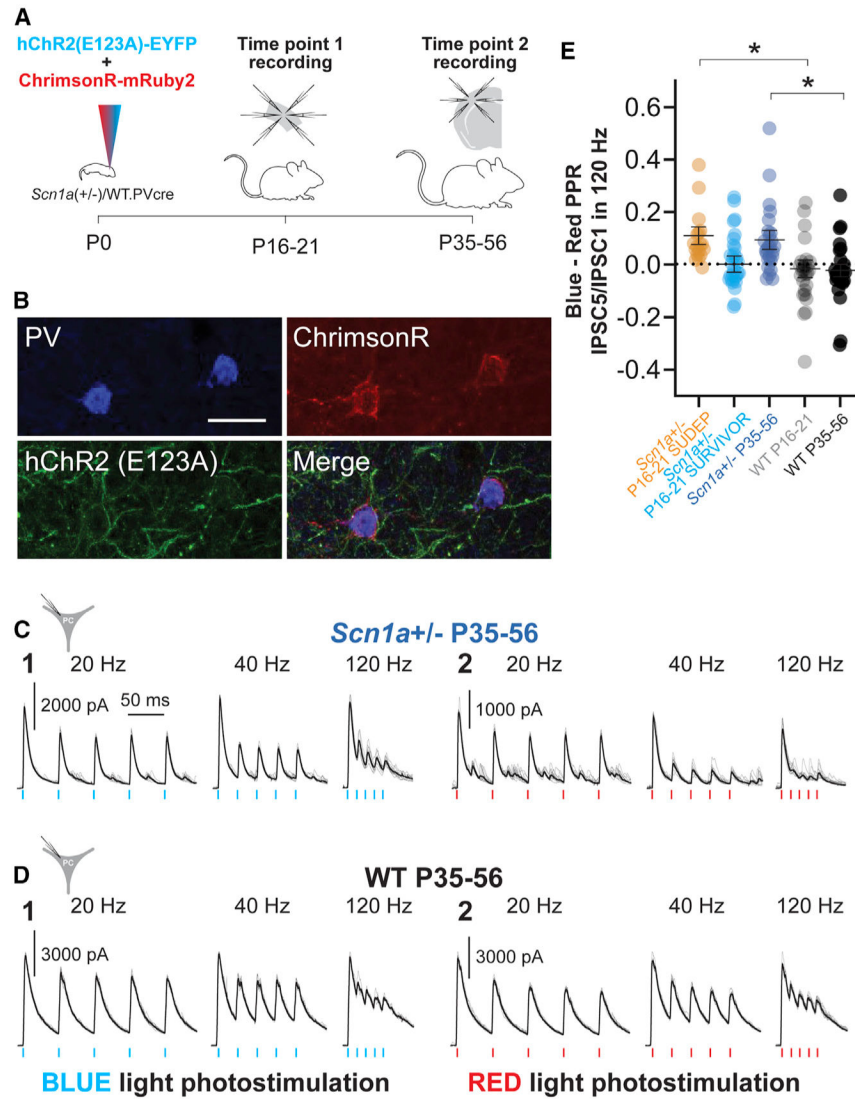 A
hChR2(E123A)-EYFP
+
ChrimsonR-mRuby2
Scn1a(+/-)/WT.PVcre
P0
Time point 1
recording
P16-21
Time point 2
recording
P35-56
B
PV
ChrimsonR
hChR2 (E123A)
Merge
E
*
*
Blue - Red PPR
IPSC5/IPSC1 in 120 Hz
0.6
0.4
0.2
0.0
-0.2
-0.4
Scn1a+/-
P16-21 SUDEP
Scn1a+/-
P16-21 SURVIVOR
Scn1a+/- P35-56
WT P16-21
WT P35-56
C
PC
Scn1a+/- P35-56
1 20 Hz 40 Hz 120 Hz 2 20 Hz 40 Hz 120 Hz
2000 pA 50 ms 1000 pA
D
PC
WT P35-56
1 20 Hz 40 Hz 120 Hz 2 20 Hz 40 Hz 120 Hz
3000 pA 3000 pA
BLUE light photostimulation RED light photostimulation